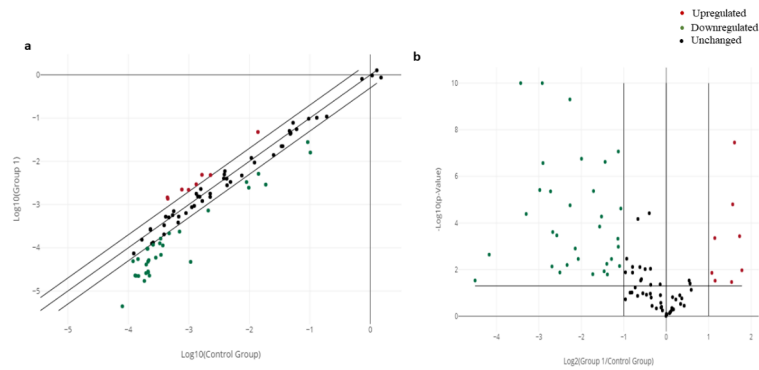 Upregulated
Downregulated
Unchanged
a
0
−1
−2
−3
−4
−5
Log10(Group 1)
−5
−4
−3
−2
−1
0
Log10(Control Group)
b
10
8
6
4
2
0
-Log10(p-Value)
−4
−3
−2
−1
0
1
2
Log2(Group 1/Control Group)